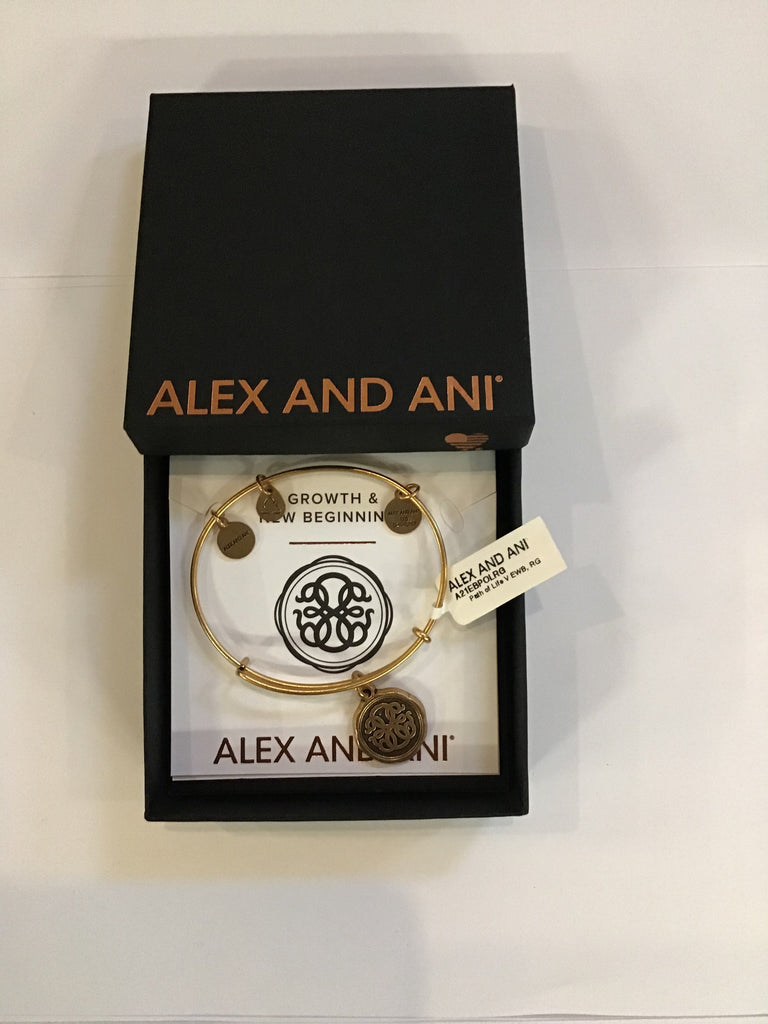 ALEX AND ANI®
GROWTH &
NEW BEGINNIN
ALEX AND ANI
A21EBPOLRG
Path of Life V EWB, RG
ALEX AND ANI®